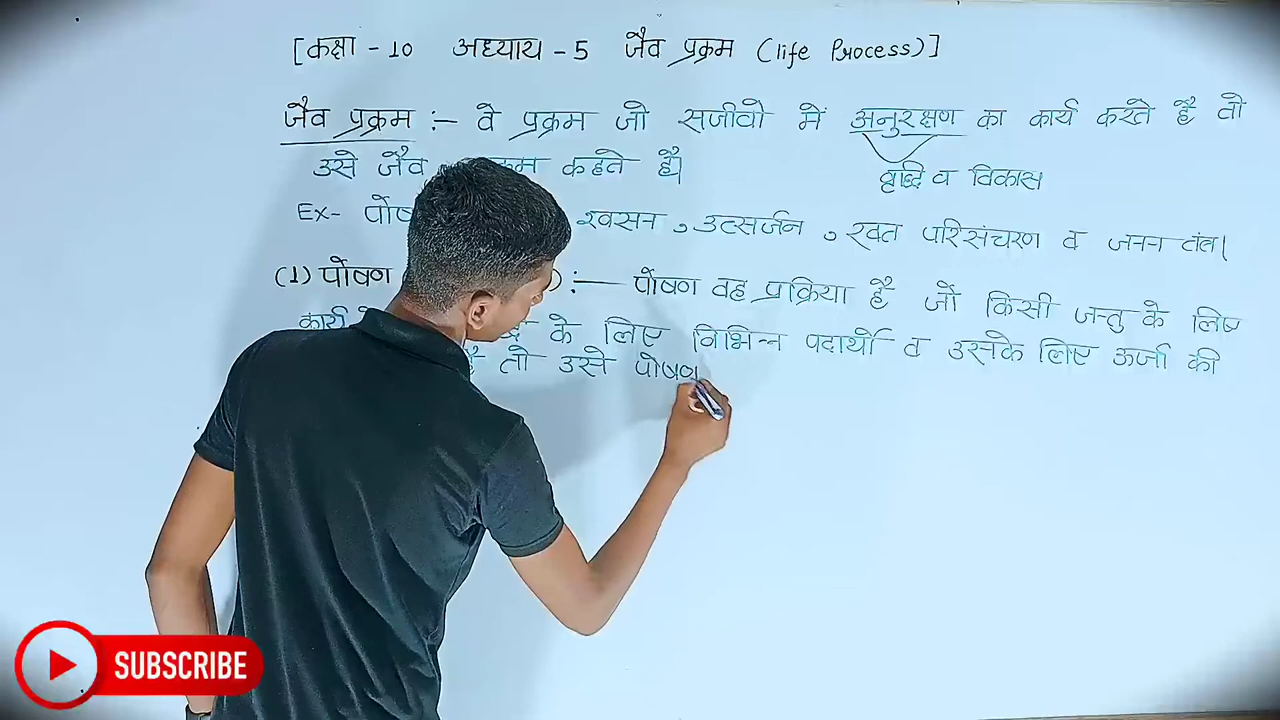 [कक्षा - 10 अध्याय - 5 जैव प्रक्रम (life Process)]
जैव प्रक्रम :- वे प्रक्रम जो सजीवो में अनुरक्षण का कार्य करते है तो
उसे जैव कहते है।
वृद्धि व विकास
Ex- श्वसन , उत्सर्जन , रक्त परिसंचरण व जनन तंत्र।
(1) पोषण :- पोषण वह प्रक्रिया है जो किसी जन्तु के लिए
कार्य के लिए विभिन्न पदार्थो व उसके लिए ऊर्जा की
है तो उसे पोषण
SUBSCRIBE